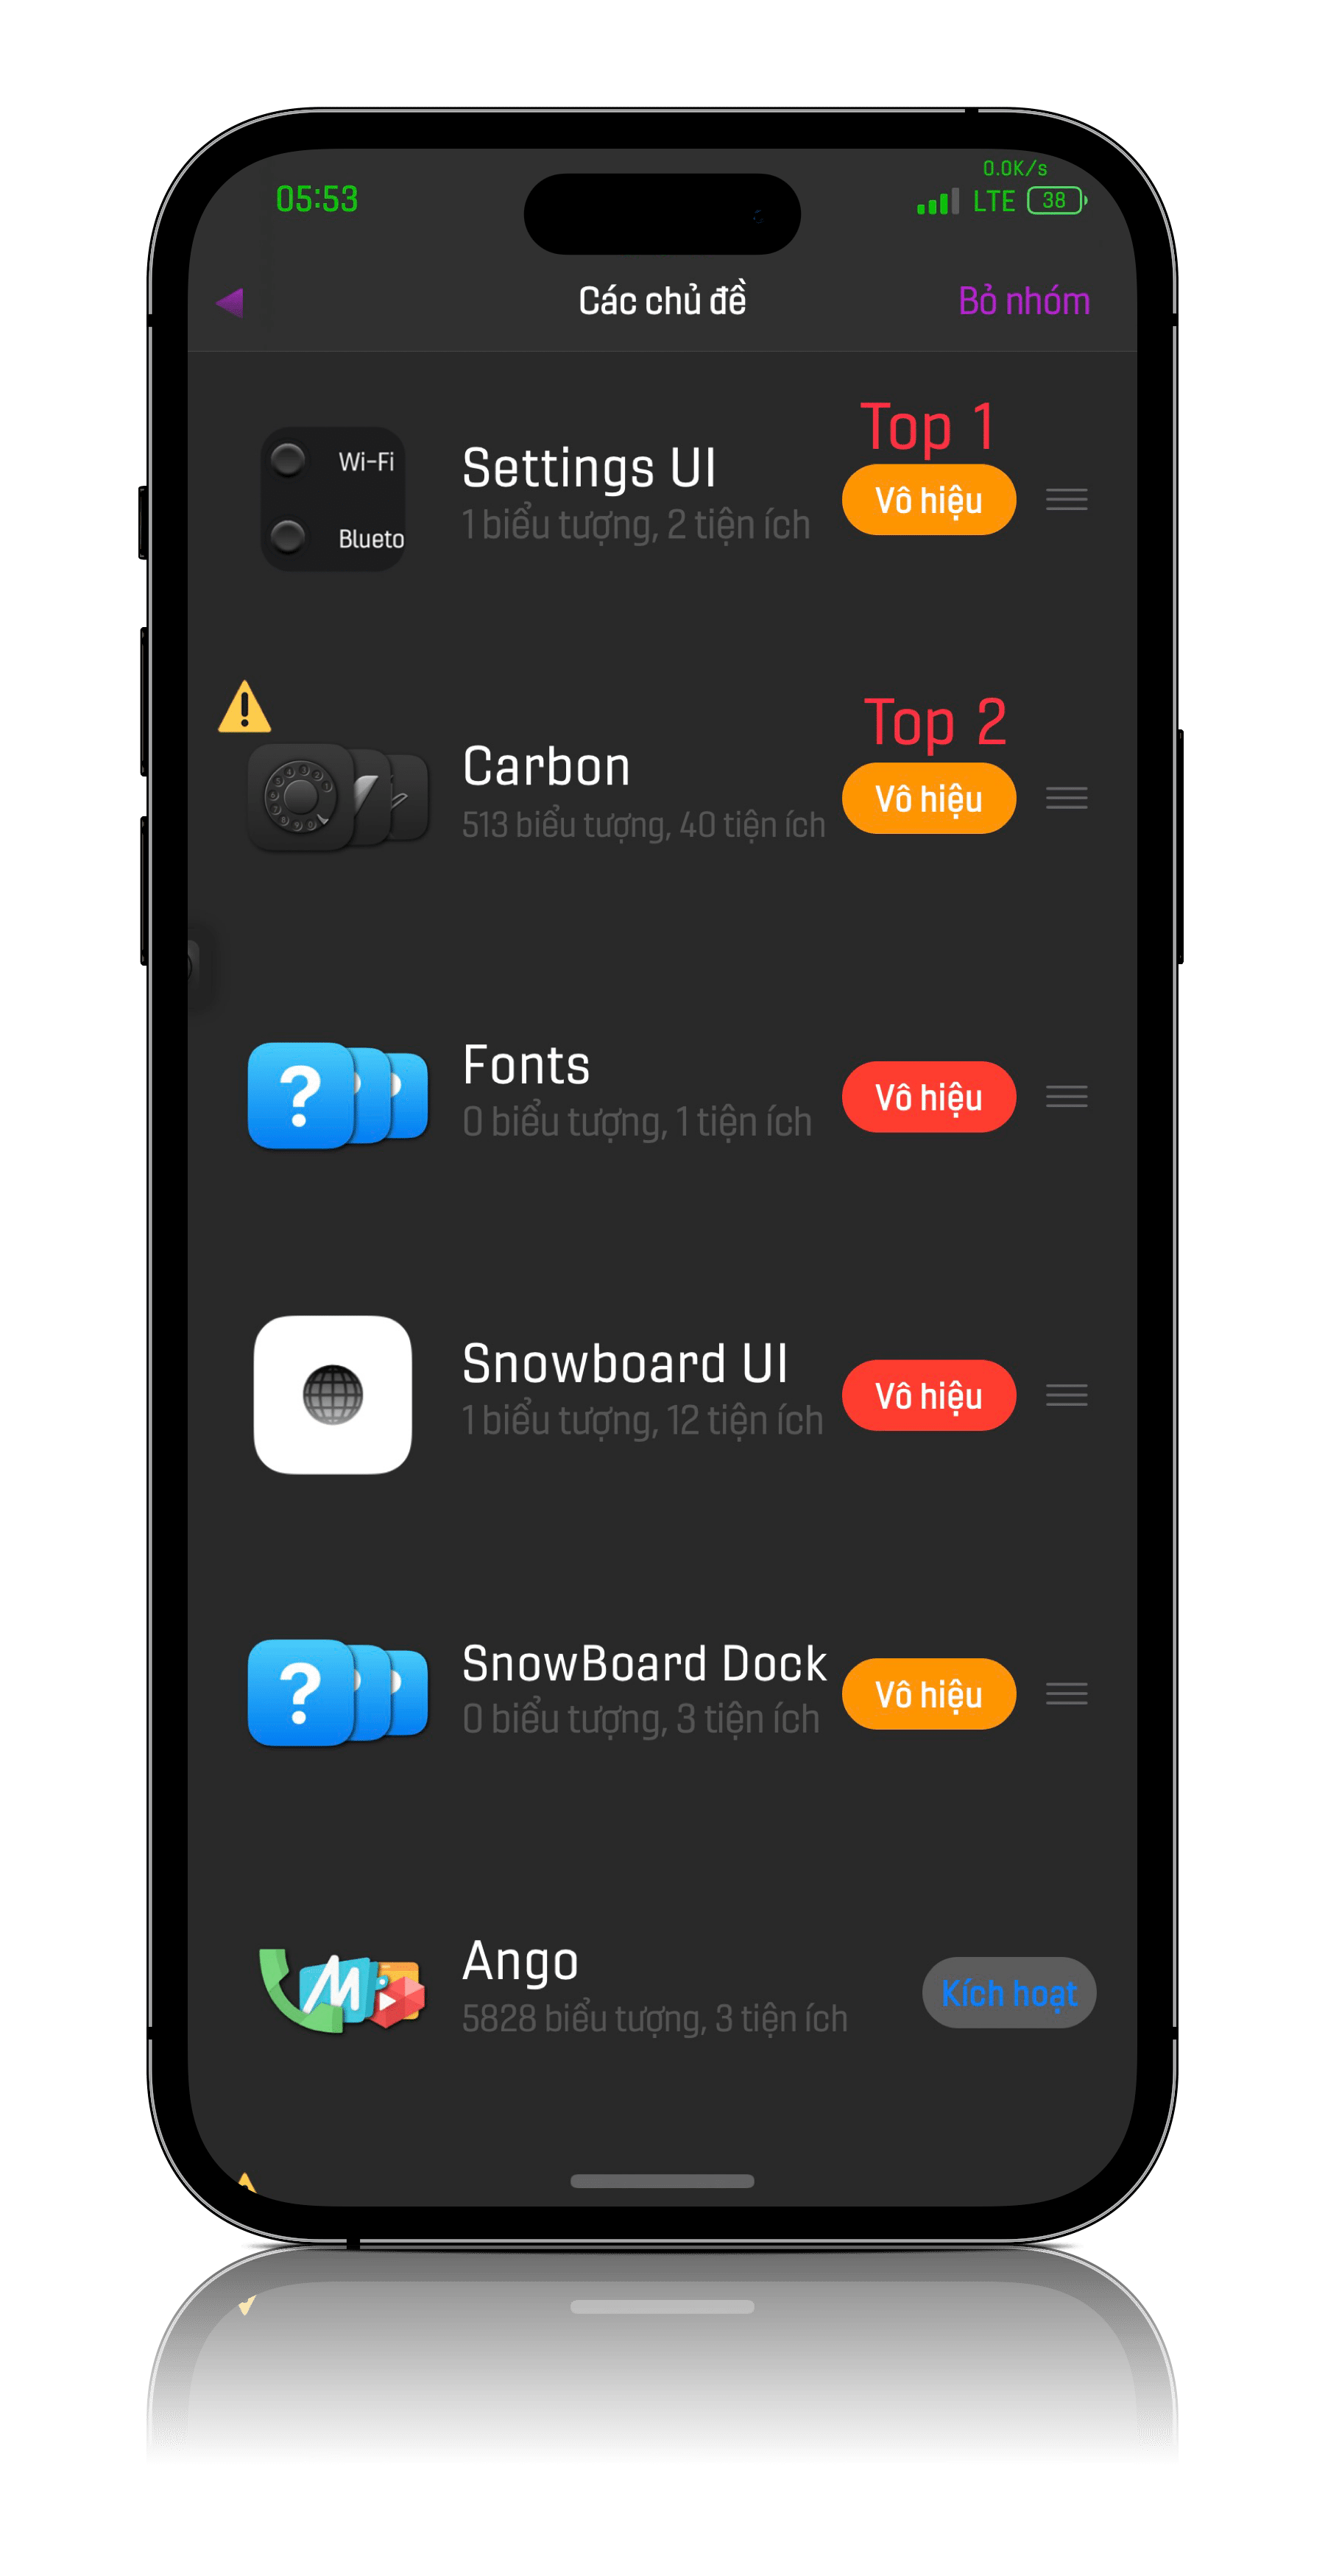 0.0K/s
05:53
LTE 38
Các chủ đề
Bỏ nhóm
Top 1
Wi-Fi
Blueto
Settings UI
1 biểu tượng, 2 tiện ích
Vô hiệu
Top 2
Carbon
513 biểu tượng, 40 tiện ích
Vô hiệu
?
Fonts
0 biểu tượng, 1 tiện ích
Vô hiệu
Snowboard UI
1 biểu tượng, 12 tiện ích
Vô hiệu
?
SnowBoard Dock
0 biểu tượng, 3 tiện ích
Vô hiệu
M
Ango
5828 biểu tượng, 3 tiện ích
Kích hoạt